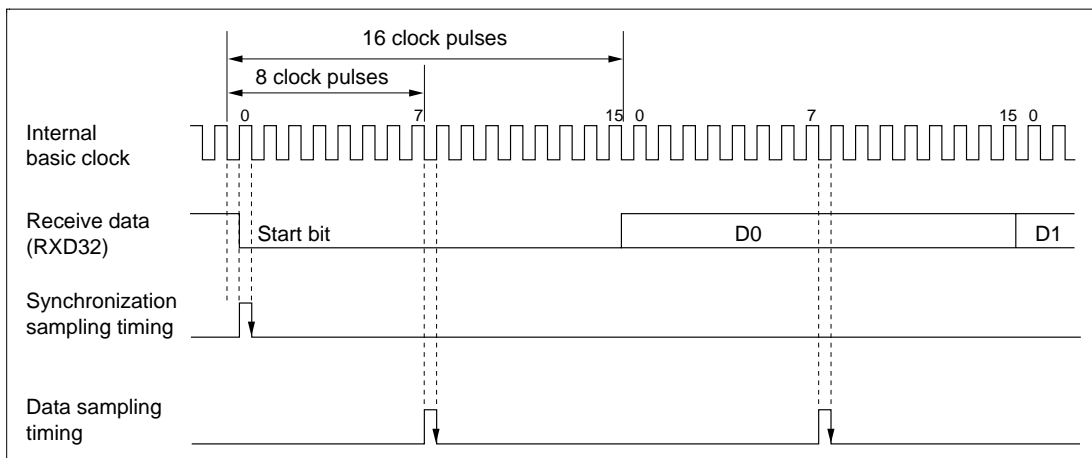 16 clock pulses
8 clock pulses
0 7 15 0 7 15 0
Internal
basic clock
Receive data
(RXD32)
Start bit D0 D1
Synchronization
sampling timing
Data sampling
timing